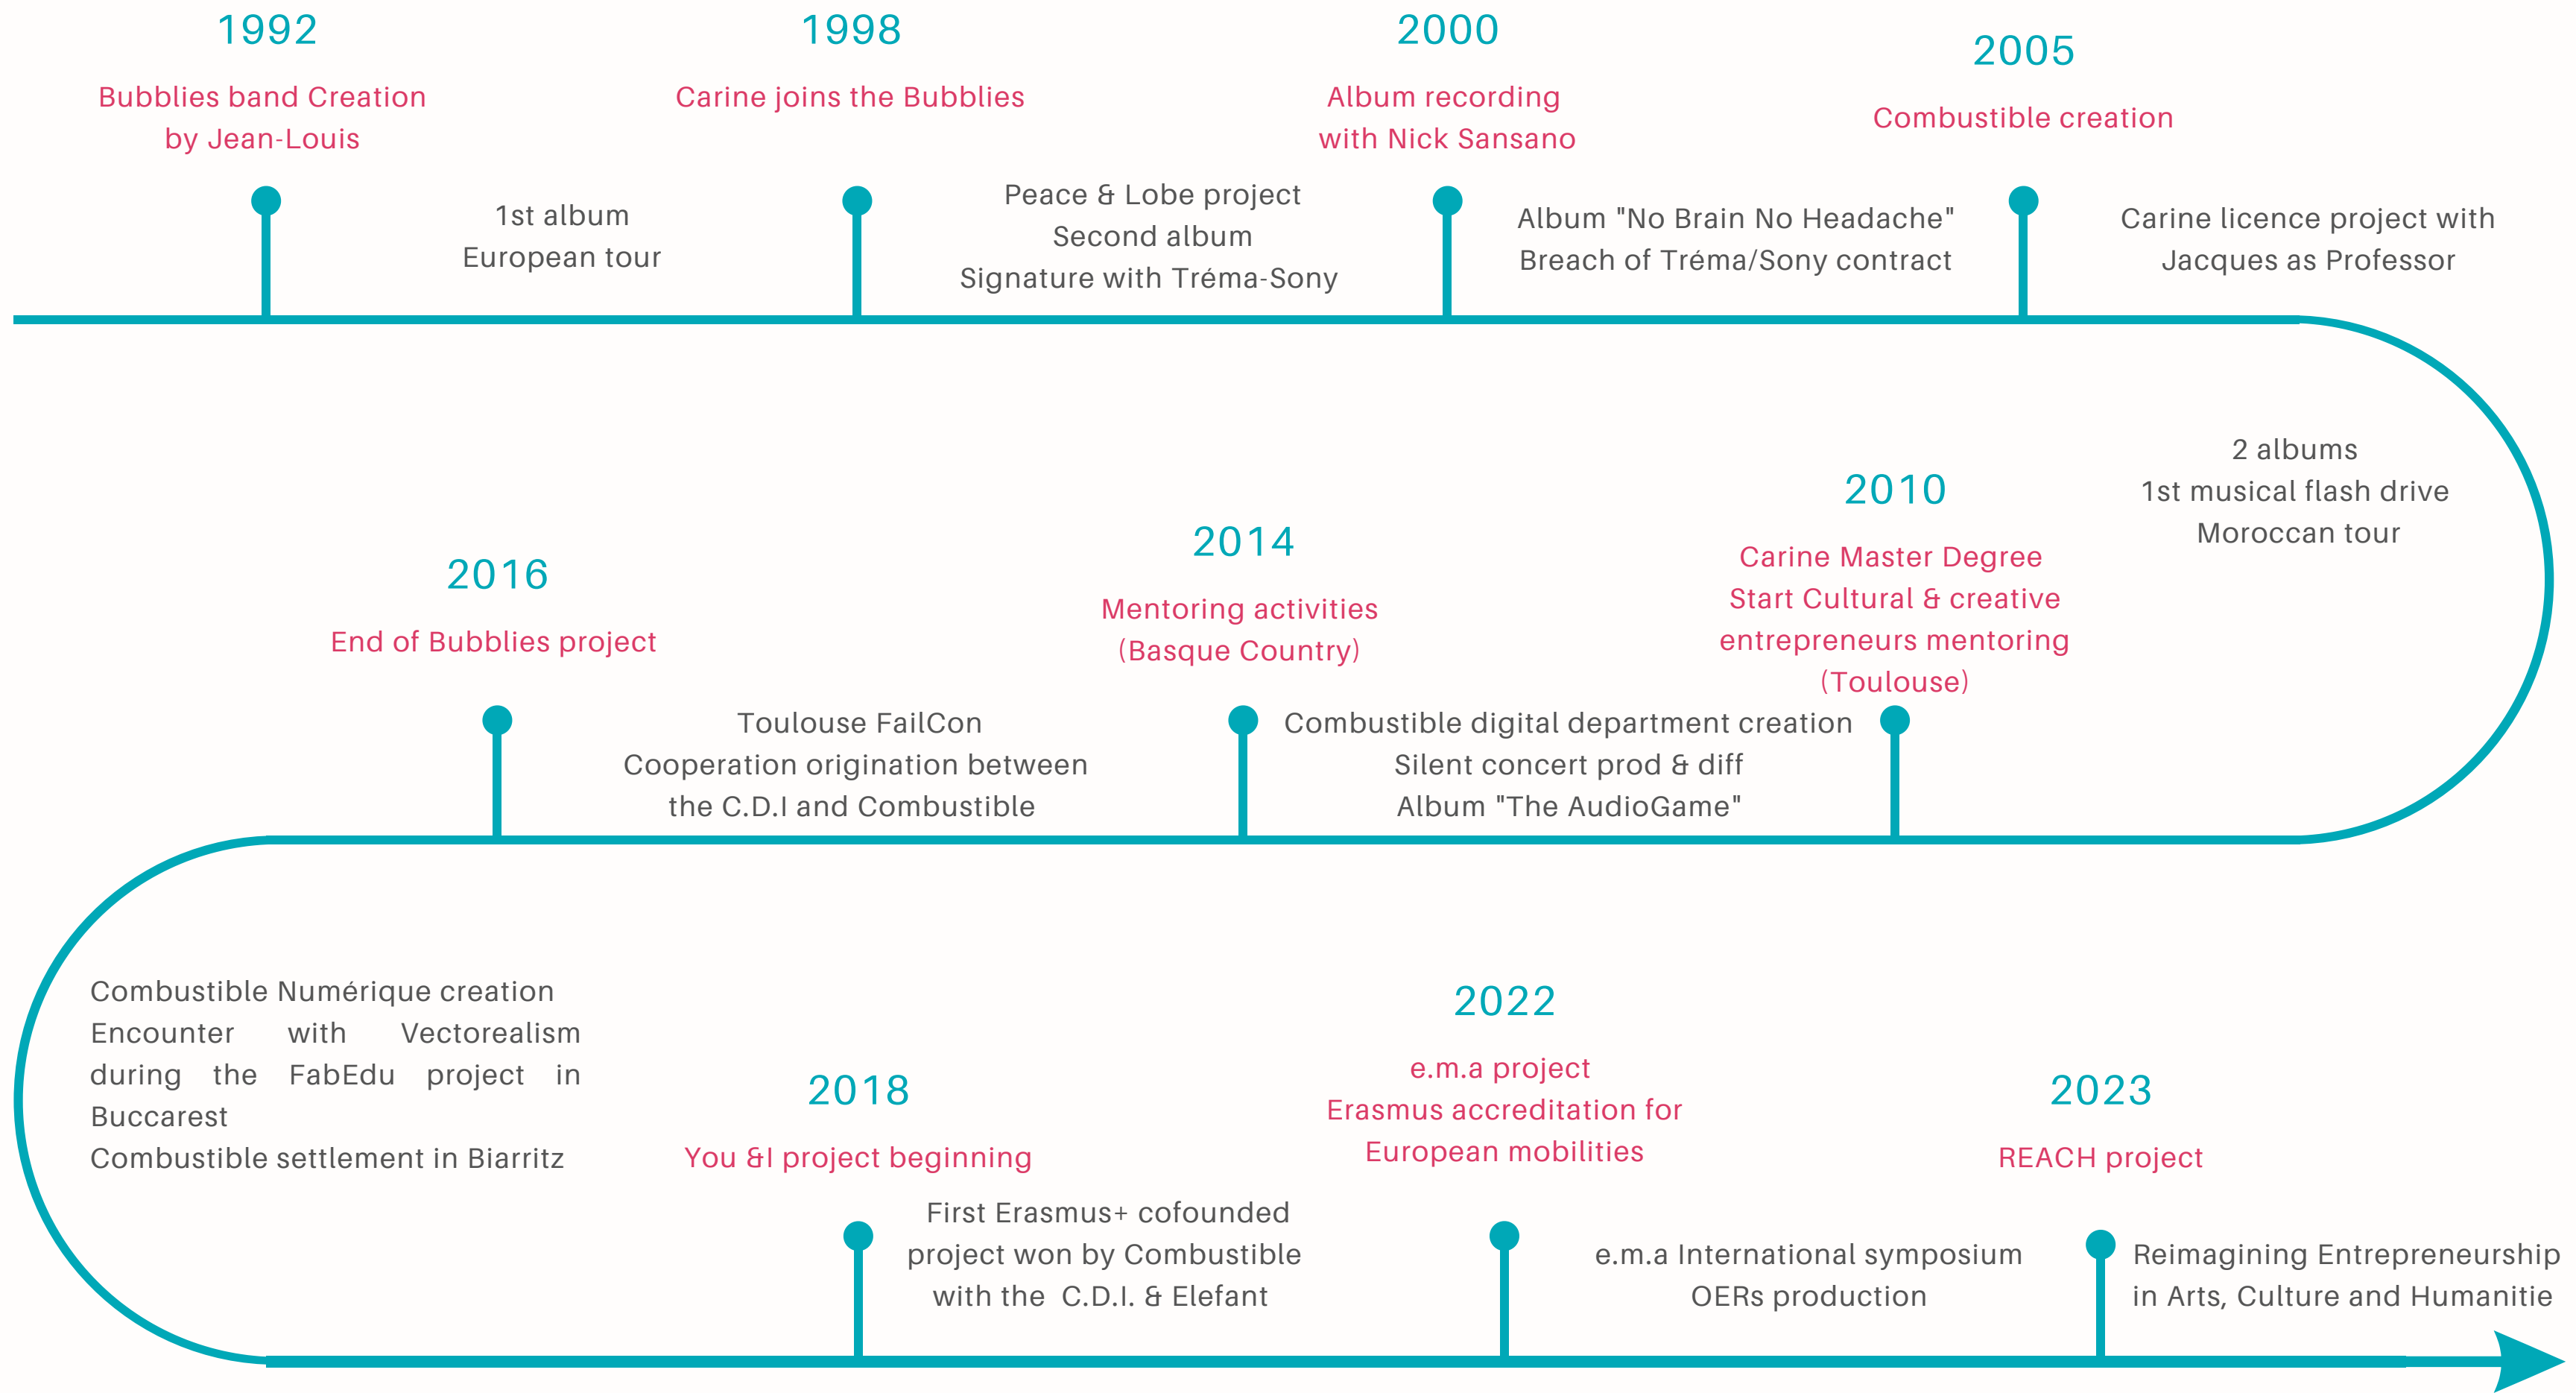 1992
Bubblies band Creation
by Jean-Louis
1st album
European tour
1998
Carine joins the Bubblies
Peace & Lobe project
Second album
Signature with Tréma-Sony
2000
Album recording
with Nick Sansano
Album "No Brain No Headache"
Breach of Tréma/Sony contract
2005
Combustible creation
Carine licence project with
Jacques as Professor
2 albums
1st musical flash drive
Moroccan tour
2010
Carine Master Degree
Start Cultural & creative
entrepreneurs mentoring
(Toulouse)
Combustible digital department creation
Silent concert prod & diff
Album "The AudioGame"
2014
Mentoring activities
(Basque Country)
Toulouse FailCon
Cooperation origination between
the C.D.I and Combustible
2016
End of Bubblies project
Combustible Numérique creation
Encounter with Vectorealism
during the FabEdu project in
Buccarest
Combustible settlement in Biarritz
2018
You &I project beginning
First Erasmus+ cofounded
project won by Combustible
with the C.D.I. & Elefant
2022
e.m.a project
Erasmus accreditation for
European mobilities
e.m.a International symposium
OERs production
2023
REACH project
Reimagining Entrepreneurship
in Arts, Culture and Humanitie